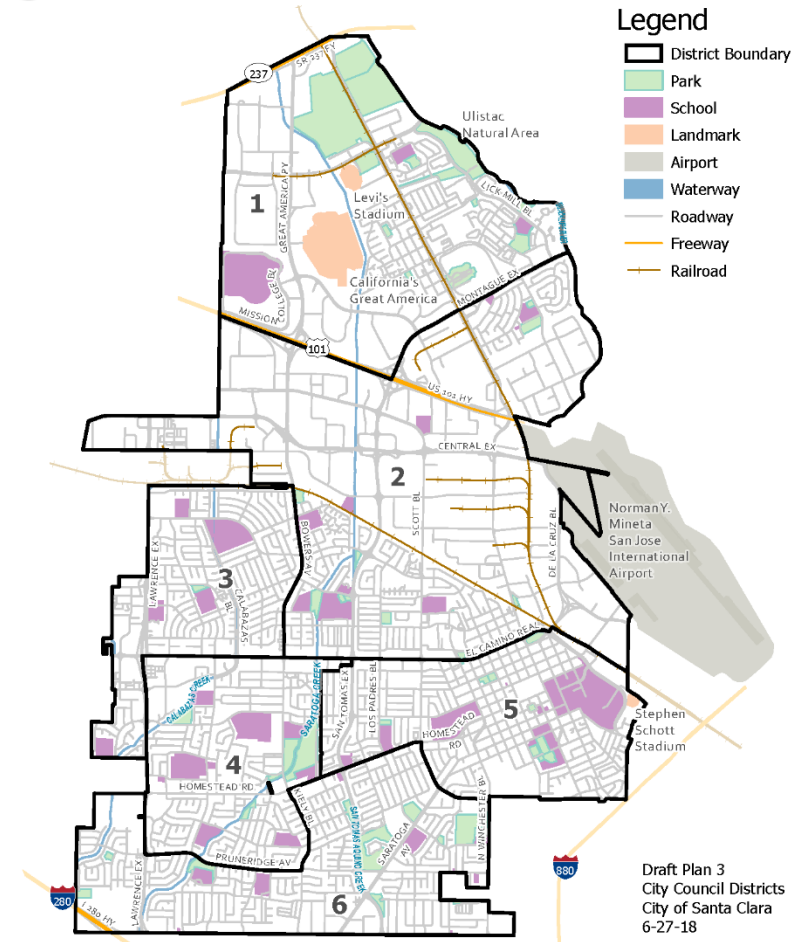 Legend
District Boundary
Park
School
Landmark
Airport
Waterway
Roadway
Freeway
Railroad
237
SR 237 FY
Ulistac
Natural Area
GREAT AMERICA PY
1
Levi's
Stadium
LICK MILL BL
California's
Great America
COLLEGE BL
MISSION
MONTAGUE EX
101
US 101 HY
CENTRAL EX
2
SCOTT BL
DE LA CRUZ BL
Norman Y.
Mineta
San Jose
International
Airport
BOWERS AV
LAWRENCE EX
3
CALABAZAS
BL
EL CAMINO REAL
CALABAZAS CREEK
SARATOGA CREEK
SAN TOMAS EX
LOS PADRES BL
5
HOMESTEAD
RD
Stephen
Schott
Stadium
4
HOMESTEAD RD
KIELY BL
SAN TOMAS AQUINO CREEK
SARATOGA
AV
N WINCHESTER BL
PRUNERIDGE AV
LAWRENCE EX
280
I 280 HY
6
880
Draft Plan 3
City Council Districts
City of Santa Clara
6-27-18